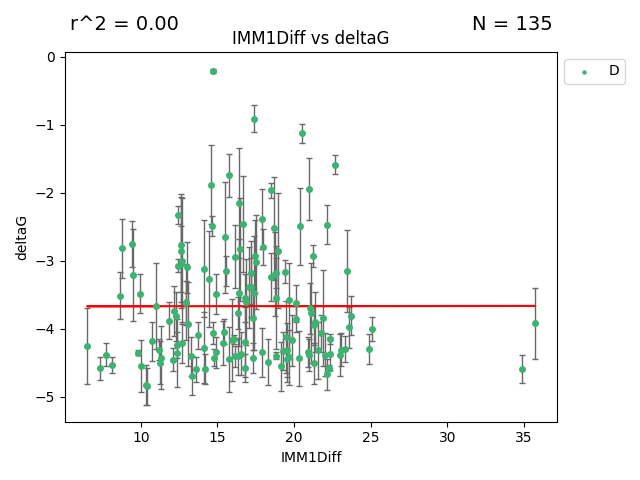 r^2 = 0.00
N = 135
IMM1Diff vs deltaG
D
deltaG
0
−1
−2
−3
−4
−5
10 15 20 25 30 35
IMM1Diff